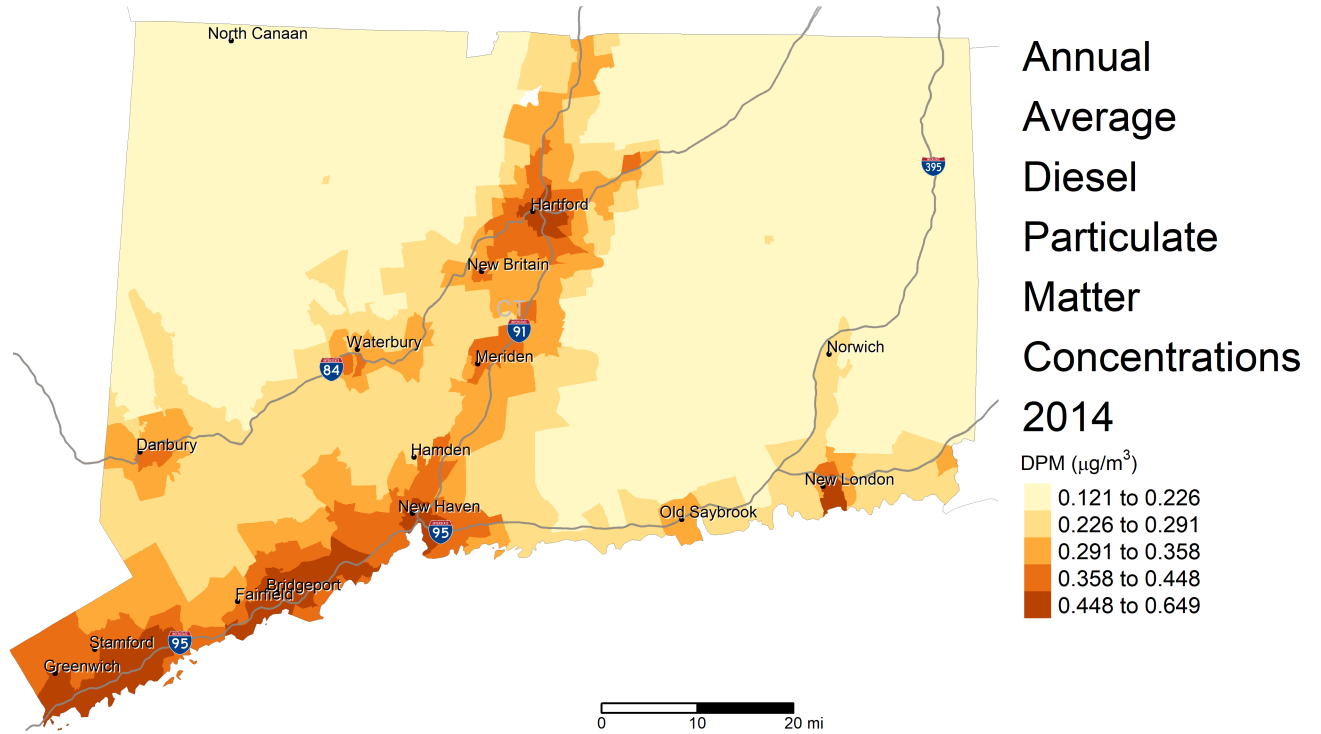 North Canaan
Annual
Average
Diesel
Particulate
Matter
Concentrations
2014
395
Hartford
New Britain
CT
91
Waterbury
Meriden
84
Norwich
Danbury
Hamden
New London
New Haven
Old Saybrook
95
Bridgeport
Fairfield
Stamford
95
Greenwich
DPM (μg/m³)
0.121 to 0.226
0.226 to 0.291
0.291 to 0.358
0.358 to 0.448
0.448 to 0.649
0 10 20 mi